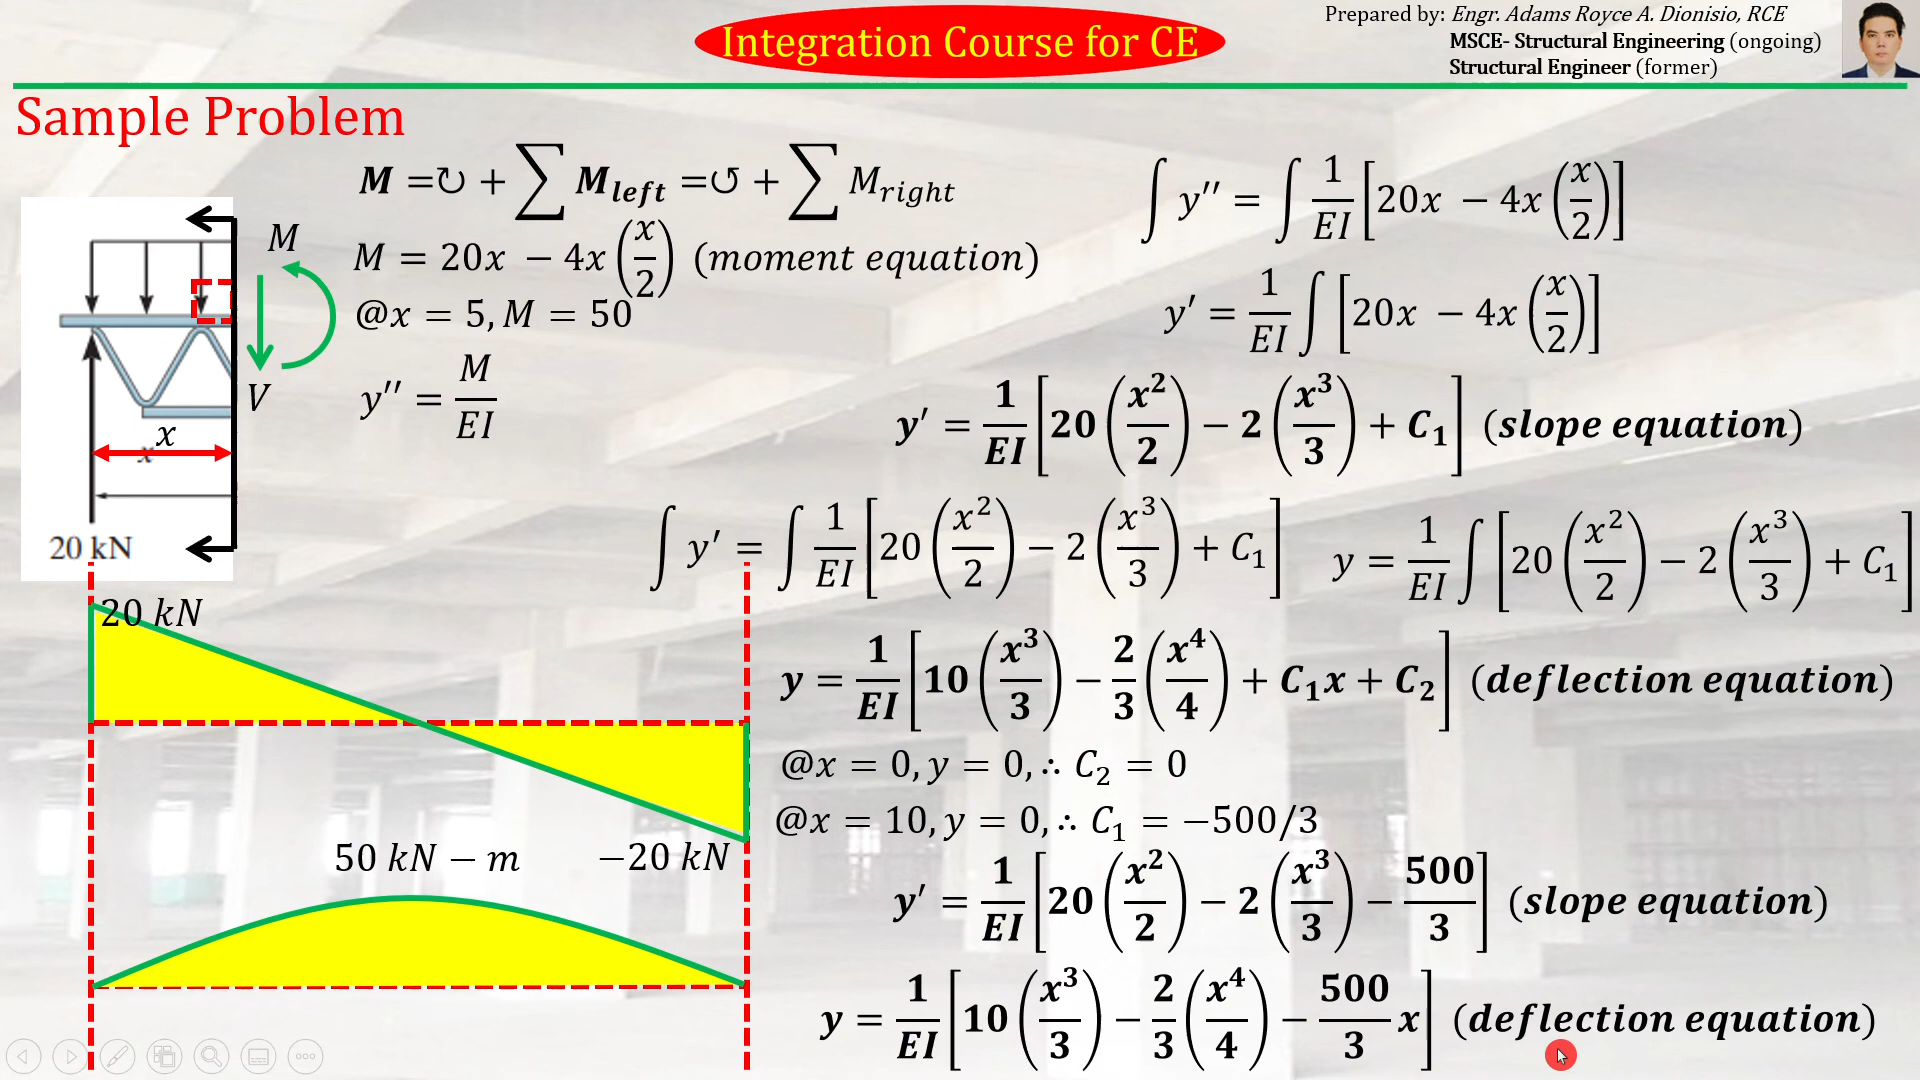 Integration Course for CE
Prepared by: Engr. Adams Royce A. Dionisio, RCE
MSCE- Structural Engineering (ongoing)
Structural Engineer (former)
Sample Problem
M =↻ + ∑ M_left =↺ + ∑ M_right
M = 20x − 4x (x/2) (moment equation)
@x = 5, M = 50
y'' = M/EI
M
V
x
x
20 kN
∫ y'' = ∫ 1/EI [20x − 4x (x/2)]
y' = 1/EI ∫ [20x − 4x (x/2)]
y' = 1/EI [20 (x²/2) − 2 (x³/3) + C₁] (slope equation)
∫ y' = ∫ 1/EI [20 (x²/2) − 2 (x³/3) + C₁]
y = 1/EI ∫ [20 (x²/2) − 2 (x³/3) + C₁]
y = 1/EI [10 (x³/3) − 2/3 (x⁴/4) + C₁x + C₂] (deflection equation)
@x = 0, y = 0, ∴ C₂ = 0
@x = 10, y = 0, ∴ C₁ = −500/3
y' = 1/EI [20 (x²/2) − 2 (x³/3) − 500/3] (slope equation)
y = 1/EI [10 (x³/3) − 2/3 (x⁴/4) − 500/3 x] (deflection equation)
20 kN
50 kN − m
−20 kN